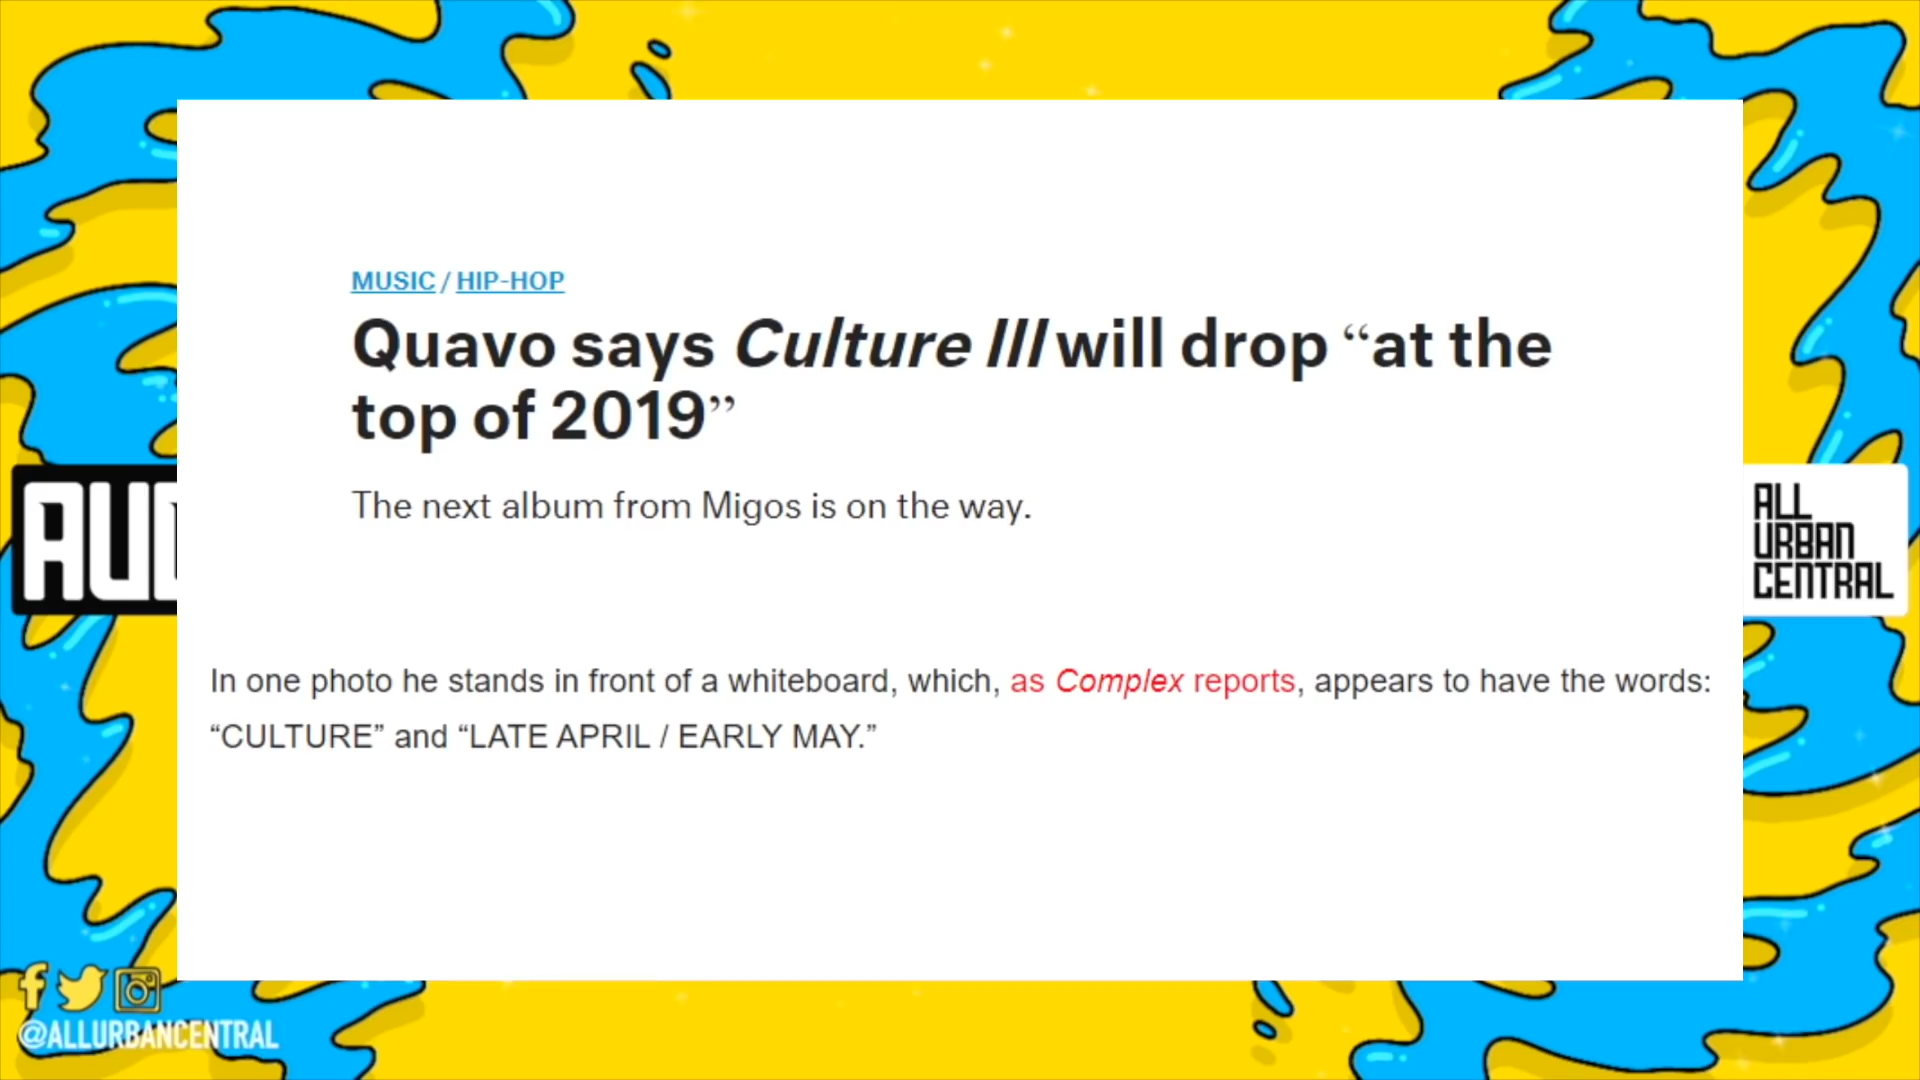 MUSIC / HIP-HOP
Quavo says Culture III will drop “at the
top of 2019”
The next album from Migos is on the way.
AUC
ALL
URBAN
CENTRAL
In one photo he stands in front of a whiteboard, which, as Complex reports, appears to have the words:
“CULTURE” and “LATE APRIL / EARLY MAY.”
@ALLURBANCENTRAL